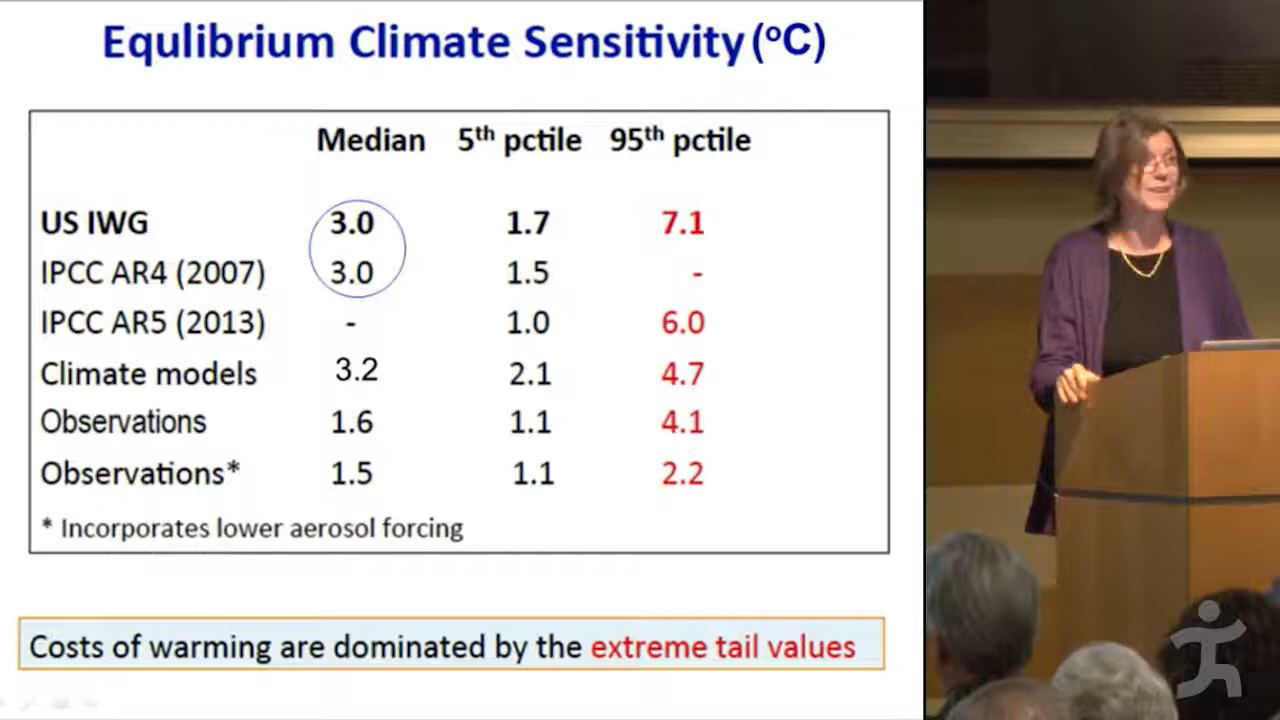 Equlibrium Climate Sensitivity (°C)
Median 5th pctile 95th pctile
US IWG 3.0 1.7 7.1
IPCC AR4 (2007) 3.0 1.5 -
IPCC AR5 (2013) - 1.0 6.0
Climate models 3.2 2.1 4.7
Observations 1.6 1.1 4.1
Observations* 1.5 1.1 2.2
* Incorporates lower aerosol forcing
Costs of warming are dominated by the extreme tail values